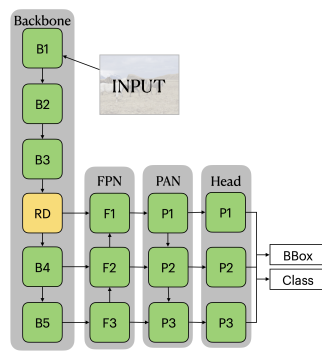 Backbone
B1
INPUT
B2
B3
FPN PAN Head
RD F1 P1 P1
BBox
B4 F2 P2 P2
Class
B5 F3 P3 P3